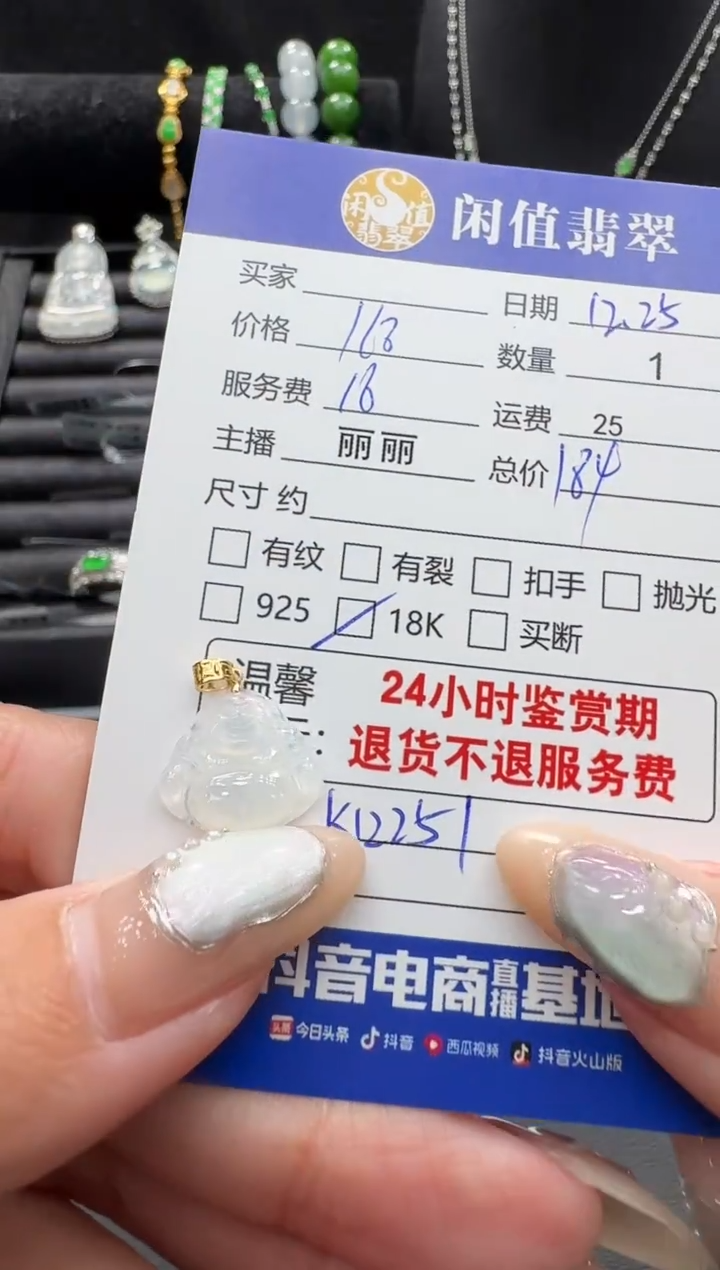 闲值翡翠
闲值翡翠
买家
日期 12.25
价格 168
数量 1
服务费 16
运费 25
主播 丽丽
总价 184
尺寸 约
有纹 有裂 扣手 抛光
925 18K 买断
温馨
24小时鉴赏期
退货不退服务费
K12251
抖音电商直播基地
头条 今日头条 抖音 西瓜视频 抖音火山版